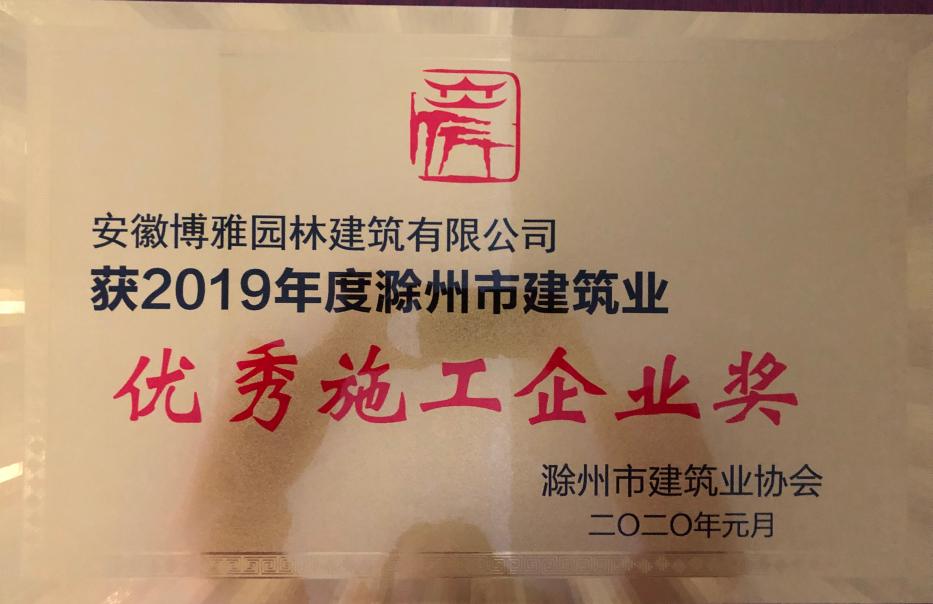 安徽博雅园林建筑有限公司
获2019年度滁州市建筑业
优秀施工企业奖
滁州市建筑业协会
二〇二〇年元月